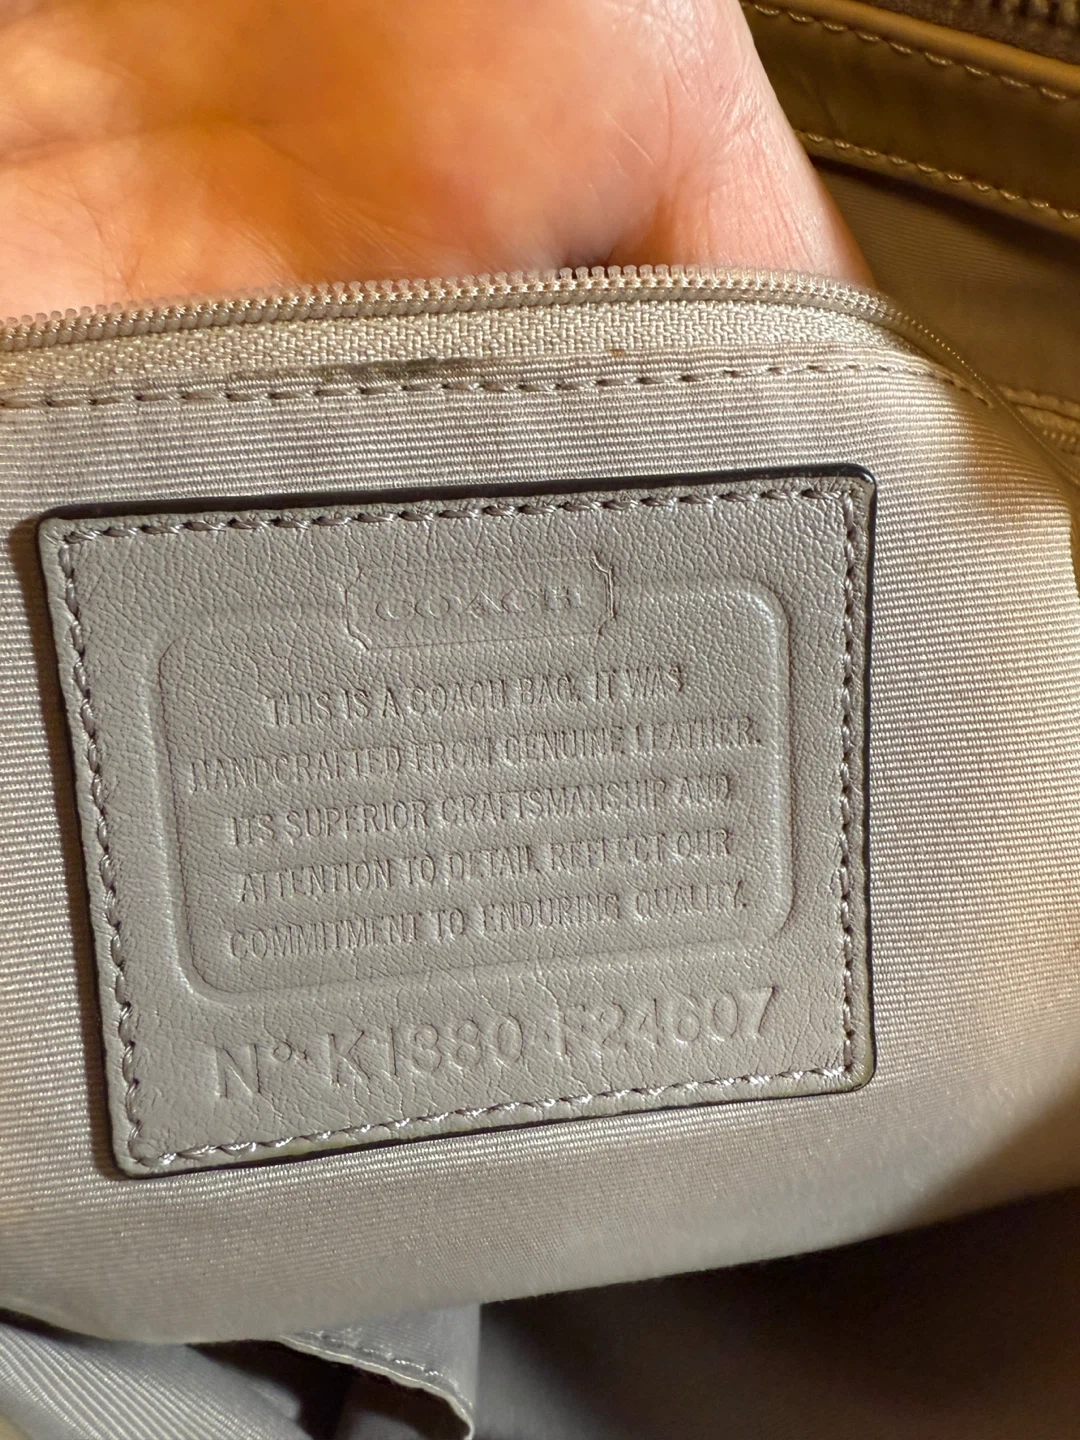 COACH
THIS IS A COACH BAG. IT WAS
HANDCRAFTED FROM GENUINE LEATHER.
ITS SUPERIOR CRAFTSMANSHIP AND
ATTENTION TO DETAIL REFLECT OUR
COMMITMENT TO ENDURING QUALITY.
Nº K1380-F24607